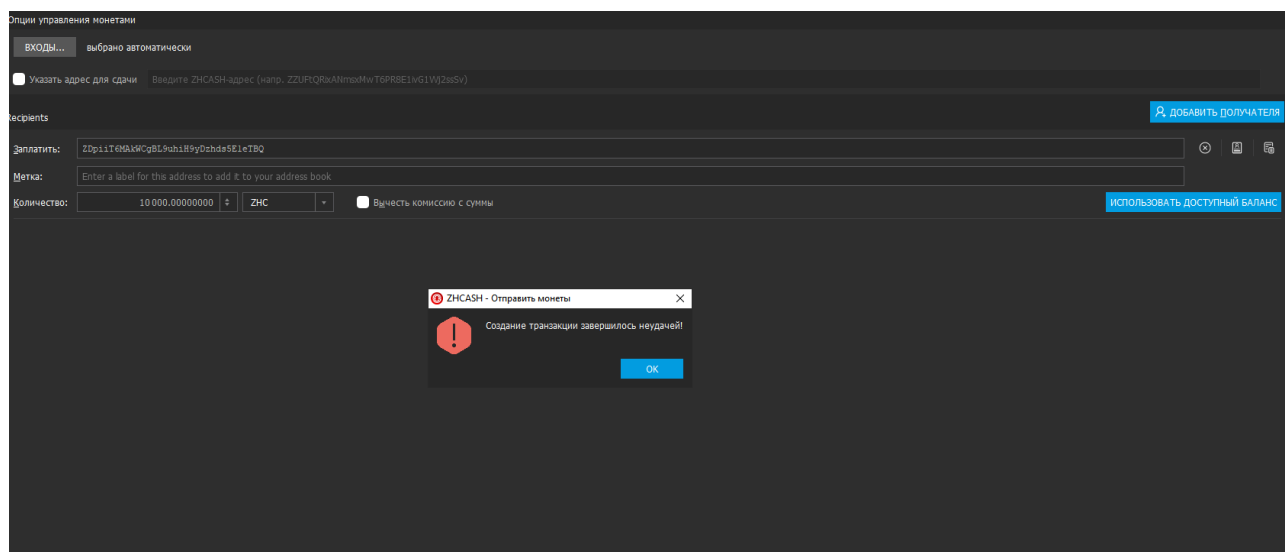 Опции управления монетами
ВХОДЫ... выбрано автоматически
Указать адрес для сдачи Введите ZHCASH-адрес (напр. ZZUFtQRixANmsxMwT6PR8E1ivG1WJ2ssSv)
Recipients ДОБАВИТЬ ПОЛУЧАТЕЛЯ
Заплатить: ZDpiiT6MAkWCgBL9uhiH9yDzhds5EleTBQ
Метка: Enter a label for this address to add it to your address book
Количество: 10 000.00000000 ZHC Вычесть комиссию с суммы ИСПОЛЬЗОВАТЬ ДОСТУПНЫЙ БАЛАНС
ZHCASH - Отправить монеты
Создание транзакции завершилось неудачей!
OK